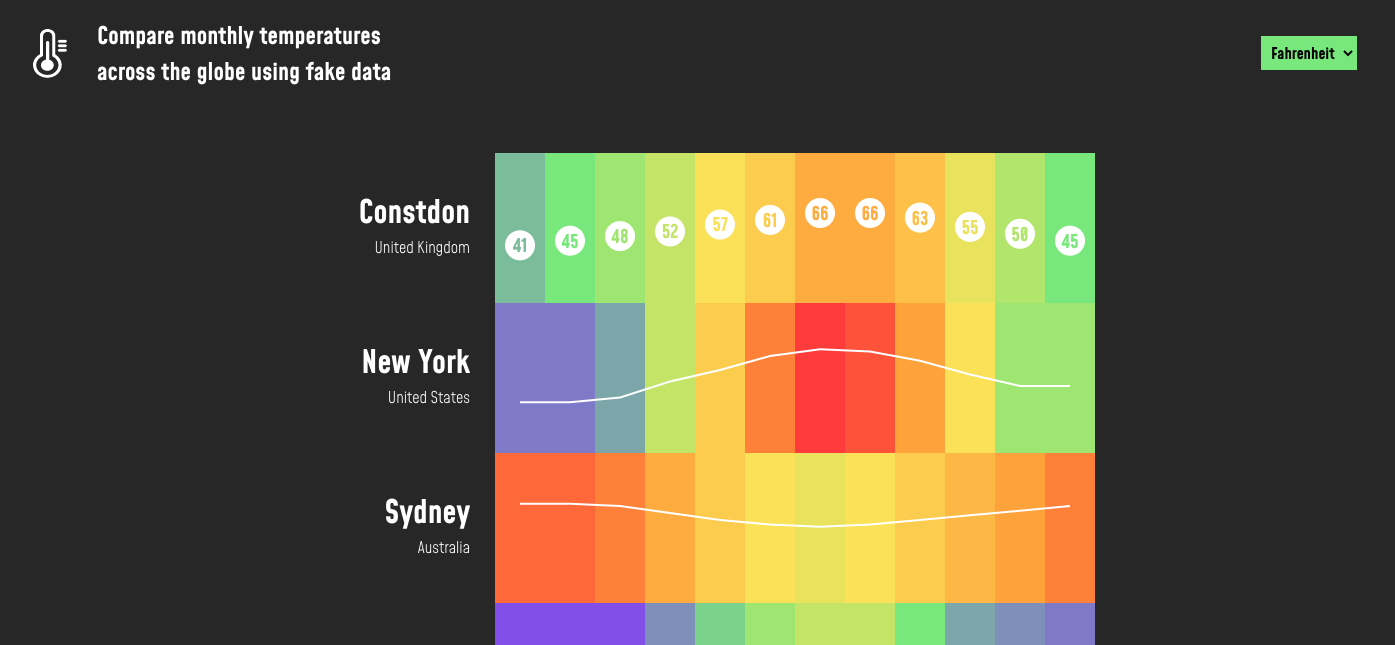 Compare monthly temperatures
across the globe using fake data
Fahrenheit
Constdon
United Kingdom
41 45 48 52 57 61 66 66 63 55 50 45
New York
United States
Sydney
Australia